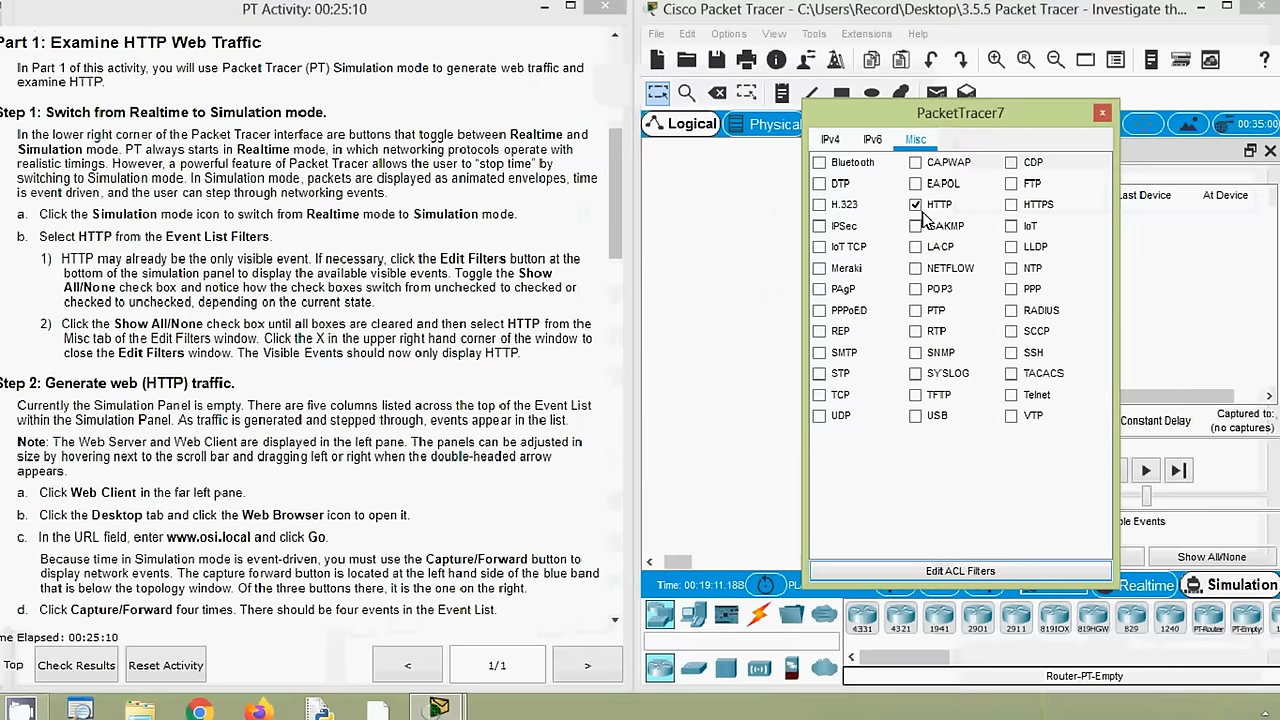 PT Activity: 00:25:10
Part 1: Examine HTTP Web Traffic
In Part 1 of this activity, you will use Packet Tracer (PT) Simulation mode to generate web traffic and
examine HTTP.
Step 1: Switch from Realtime to Simulation mode.
In the lower right corner of the Packet Tracer interface are buttons that toggle between Realtime and
Simulation mode. PT always starts in Realtime mode, in which networking protocols operate with
realistic timings. However, a powerful feature of Packet Tracer allows the user to “stop time” by
switching to Simulation mode. In Simulation mode, packets are displayed as animated envelopes, time
is event driven, and the user can step through networking events.
a. Click the Simulation mode icon to switch from Realtime mode to Simulation mode.
b. Select HTTP from the Event List Filters.
1) HTTP may already be the only visible event. If necessary, click the Edit Filters button at the
bottom of the simulation panel to display the available visible events. Toggle the Show
All/None check box and notice how the check boxes switch from unchecked to checked or
checked to unchecked, depending on the current state.
2) Click the Show All/None check box until all boxes are cleared and then select HTTP from the
Misc tab of the Edit Filters window. Click the X in the upper right hand corner of the window to
close the Edit Filters window. The Visible Events should now only display HTTP.
Step 2: Generate web (HTTP) traffic.
Currently the Simulation Panel is empty. There are five columns listed across the top of the Event List
within the Simulation Panel. As traffic is generated and stepped through, events appear in the list.
Note: The Web Server and Web Client are displayed in the left pane. The panels can be adjusted in
size by hovering next to the scroll bar and dragging left or right when the double-headed arrow
appears.
a. Click Web Client in the far left pane.
b. Click the Desktop tab and click the Web Browser icon to open it.
c. In the URL field, enter www.osi.local and click Go.
Because time in Simulation mode is event-driven, you must use the Capture/Forward button to
display network events. The capture forward button is located at the left hand side of the blue band
that is below the topology window. Of the three buttons there, it is the one to the right.
d. Click Capture/Forward four times. There should be four events in the Event List.
me Elapsed: 00:25:10
Top Check Results Reset Activity < 1/1 >
Cisco Packet Tracer - C:\Users\Record\Desktop\3.5.5 Packet Tracer - Investigate th...
File Edit Options View Tools Extensions Help
Logical Physical 00:35:00
PacketTracer7
IPv4 IPv6 Misc
Bluetooth CAPWAP CDP
DTP EAPOL FTP
H.323 HTTP HTTPS
IPSec SAKMP IoT
IoT TCP LACP LLDP
Meraki NETFLOW NTP
PAgP POP3 PPP
PPPoED PTP RADIUS
REP RTP SCCP
SMTP SNMP SSH
STP SYSLOG TACACS
TCP TFTP Telnet
UDP USB VTP
Edit ACL Filters
Last Device At Device
Constant Delay Captured to:
(no captures)
ble Events
Show All/None
Time: 00:19:11.188 PL Realtime Simulation
4331 4321 1941 2901 2911 819IOX 819HGW 829 1240 PT-Router PT-Empty
Router-PT-Empty